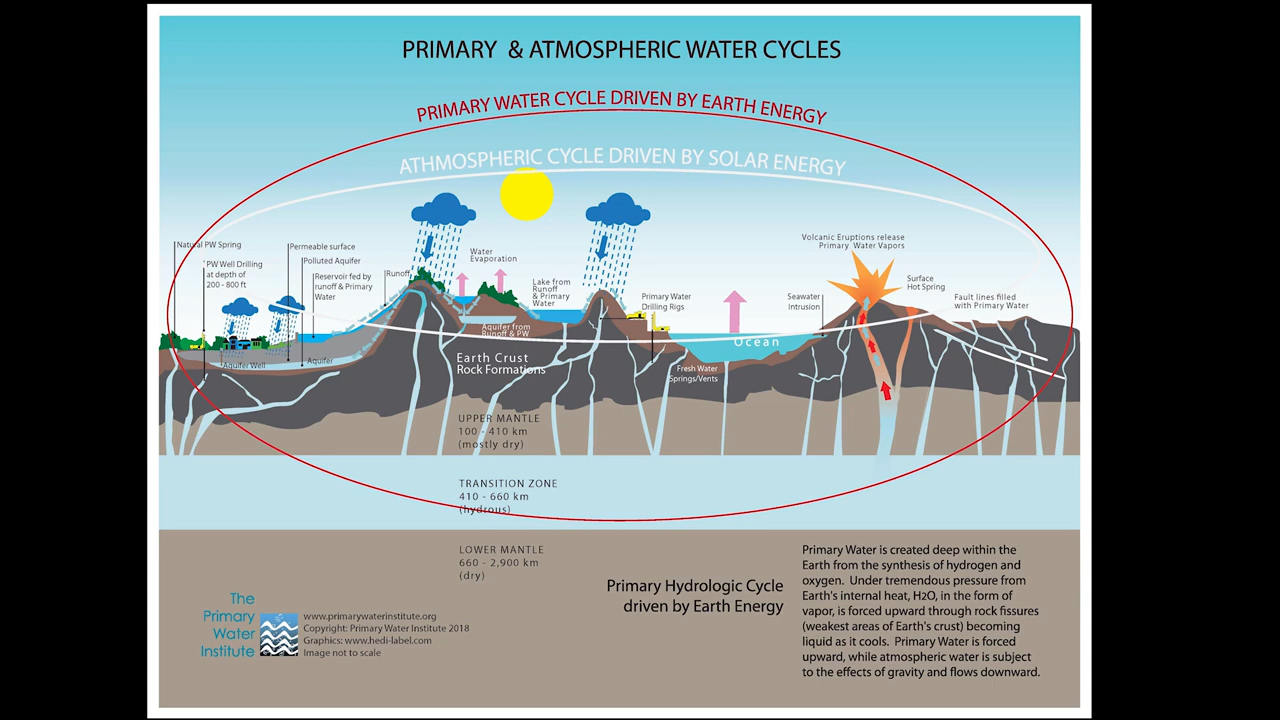 PRIMARY & ATMOSPHERIC WATER CYCLES
PRIMARY WATER CYCLE DRIVEN BY EARTH ENERGY
ATHMOSPHERIC CYCLE DRIVEN BY SOLAR ENERGY
Natural PW Spring
PW Well Drilling
at depth of
200 - 800 ft
Permeable surface
Polluted Aquifer
Reservoir fed by
runoff & Primary
Water
Runoff
Water
Evaporation
Lake from
Runoff
& Primary
Water
Primary Water
Drilling Rigs
Volcanic Eruptions release
Primary Water Vapors
Seawater
Intrusion
Surface
Hot Spring
Fault lines filled
with Primary Water
Aquifer Well
Aquifer
Aquifer from
Runoff & PW
Earth Crust
Rock Formations
Ocean
Fresh Water
Springs/Vents
UPPER MANTLE
100 - 410 km
(mostly dry)
TRANSITION ZONE
410 - 660 km
(hydrous)
LOWER MANTLE
660 - 2,900 km
(dry)
The
Primary
Water
Institute
www.primarywaterinstitute.org
Copyright: Primary Water Institute 2018
Graphics: www.hedi-label.com
Image not to scale
Primary Hydrologic Cycle
driven by Earth Energy
Primary Water is created deep within the
Earth from the synthesis of hydrogen and
oxygen. Under tremendous pressure from
Earth's internal heat, H2O, in the form of
vapor, is forced upward through rock fissures
(weakest areas of Earth's crust) becoming
liquid as it cools. Primary Water is forced
upward, while atmospheric water is subject
to the effects of gravity and flows downward.